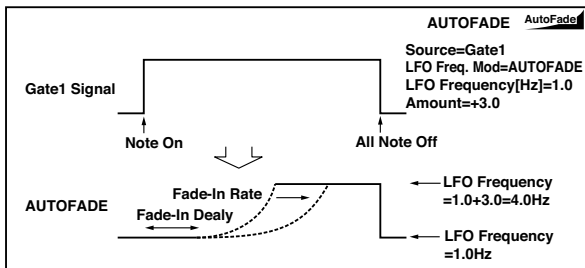 AUTOFADE AutoFade
Source=Gate1
LFO Freq. Mod=AUTOFADE
LFO Frequency[Hz]=1.0
Amount=+3.0
Gate1 Signal
Note On
All Note Off
Fade-In Rate
Fade-In Dealy
AUTOFADE
LFO Frequency
=1.0+3.0=4.0Hz
LFO Frequency
=1.0Hz